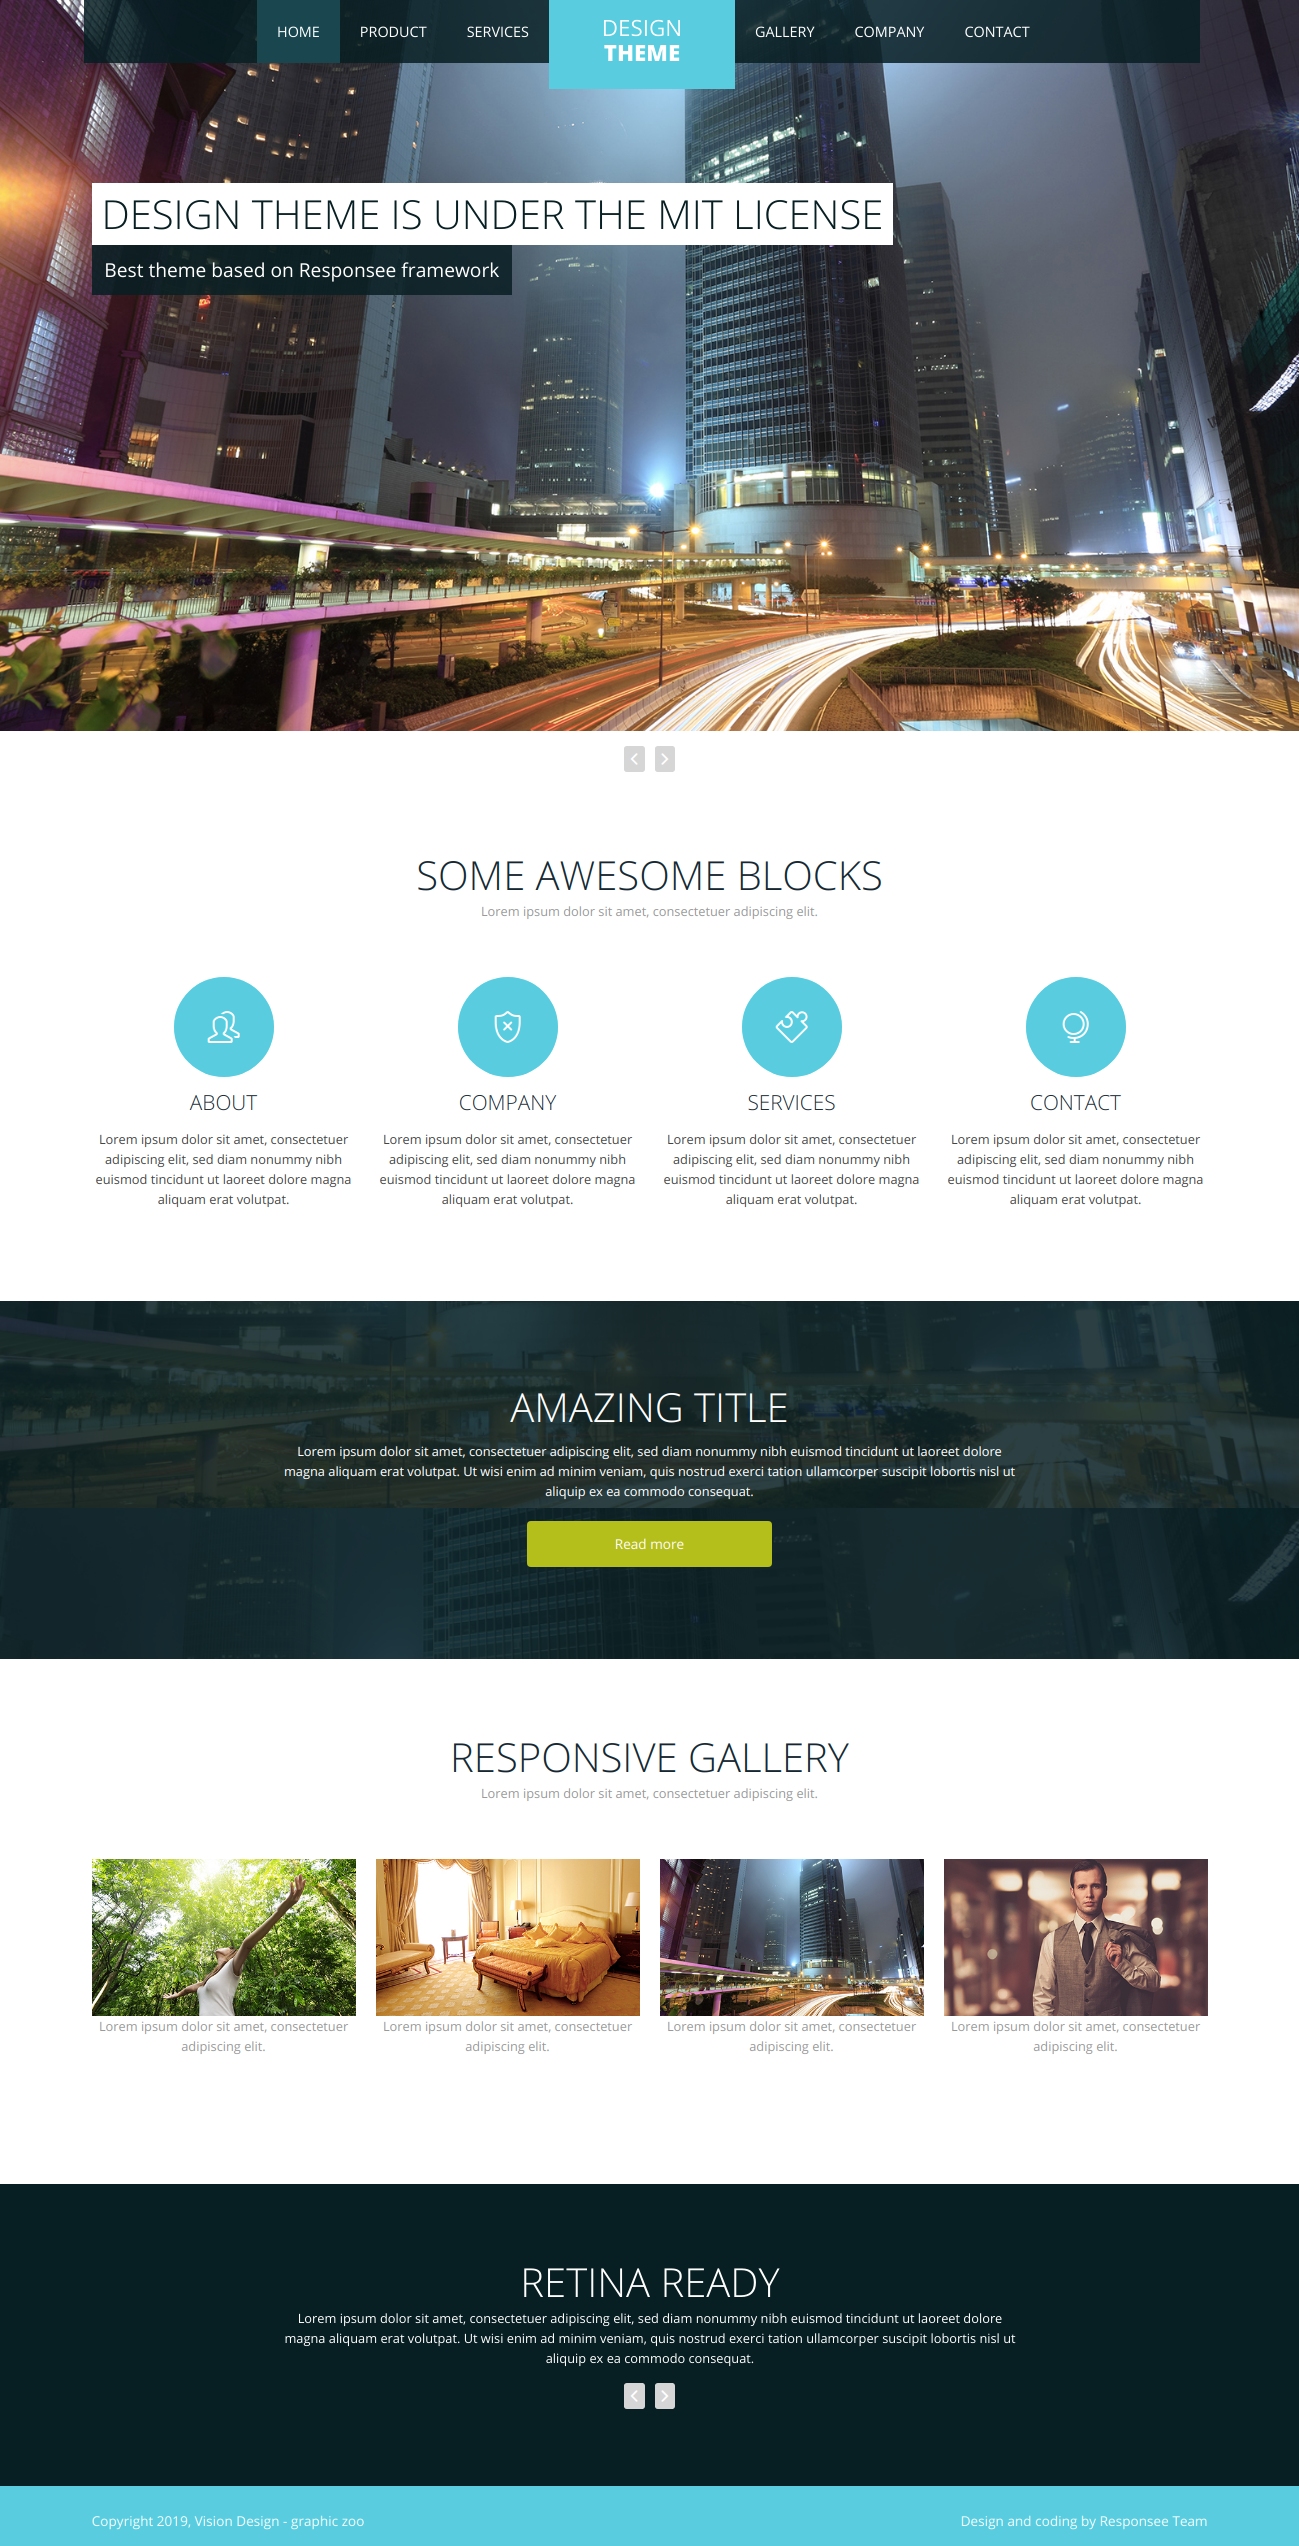 HOME PRODUCT SERVICES DESIGN THEME GALLERY COMPANY CONTACT
DESIGN THEME IS UNDER THE MIT LICENSE
Best theme based on Responsee framework
SOME AWESOME BLOCKS
Lorem ipsum dolor sit amet, consectetuer adipiscing elit.
ABOUT
Lorem ipsum dolor sit amet, consectetuer
adipiscing elit, sed diam nonummy nibh
euismod tincidunt ut laoreet dolore magna
aliquam erat volutpat.
COMPANY
Lorem ipsum dolor sit amet, consectetuer
adipiscing elit, sed diam nonummy nibh
euismod tincidunt ut laoreet dolore magna
aliquam erat volutpat.
SERVICES
Lorem ipsum dolor sit amet, consectetuer
adipiscing elit, sed diam nonummy nibh
euismod tincidunt ut laoreet dolore magna
aliquam erat volutpat.
CONTACT
Lorem ipsum dolor sit amet, consectetuer
adipiscing elit, sed diam nonummy nibh
euismod tincidunt ut laoreet dolore magna
aliquam erat volutpat.
AMAZING TITLE
Lorem ipsum dolor sit amet, consectetuer adipiscing elit, sed diam nonummy nibh euismod tincidunt ut laoreet dolore
magna aliquam erat volutpat. Ut wisi enim ad minim veniam, quis nostrud exerci tation ullamcorper suscipit lobortis nisl ut
aliquip ex ea commodo consequat.
Read more
RESPONSIVE GALLERY
Lorem ipsum dolor sit amet, consectetuer adipiscing elit.
Lorem ipsum dolor sit amet, consectetuer
adipiscing elit.
Lorem ipsum dolor sit amet, consectetuer
adipiscing elit.
Lorem ipsum dolor sit amet, consectetuer
adipiscing elit.
Lorem ipsum dolor sit amet, consectetuer
adipiscing elit.
RETINA READY
Lorem ipsum dolor sit amet, consectetuer adipiscing elit, sed diam nonummy nibh euismod tincidunt ut laoreet dolore
magna aliquam erat volutpat. Ut wisi enim ad minim veniam, quis nostrud exerci tation ullamcorper suscipit lobortis nisl ut
aliquip ex ea commodo consequat.
Copyright 2019, Vision Design - graphic zoo
Design and coding by Responsee Team